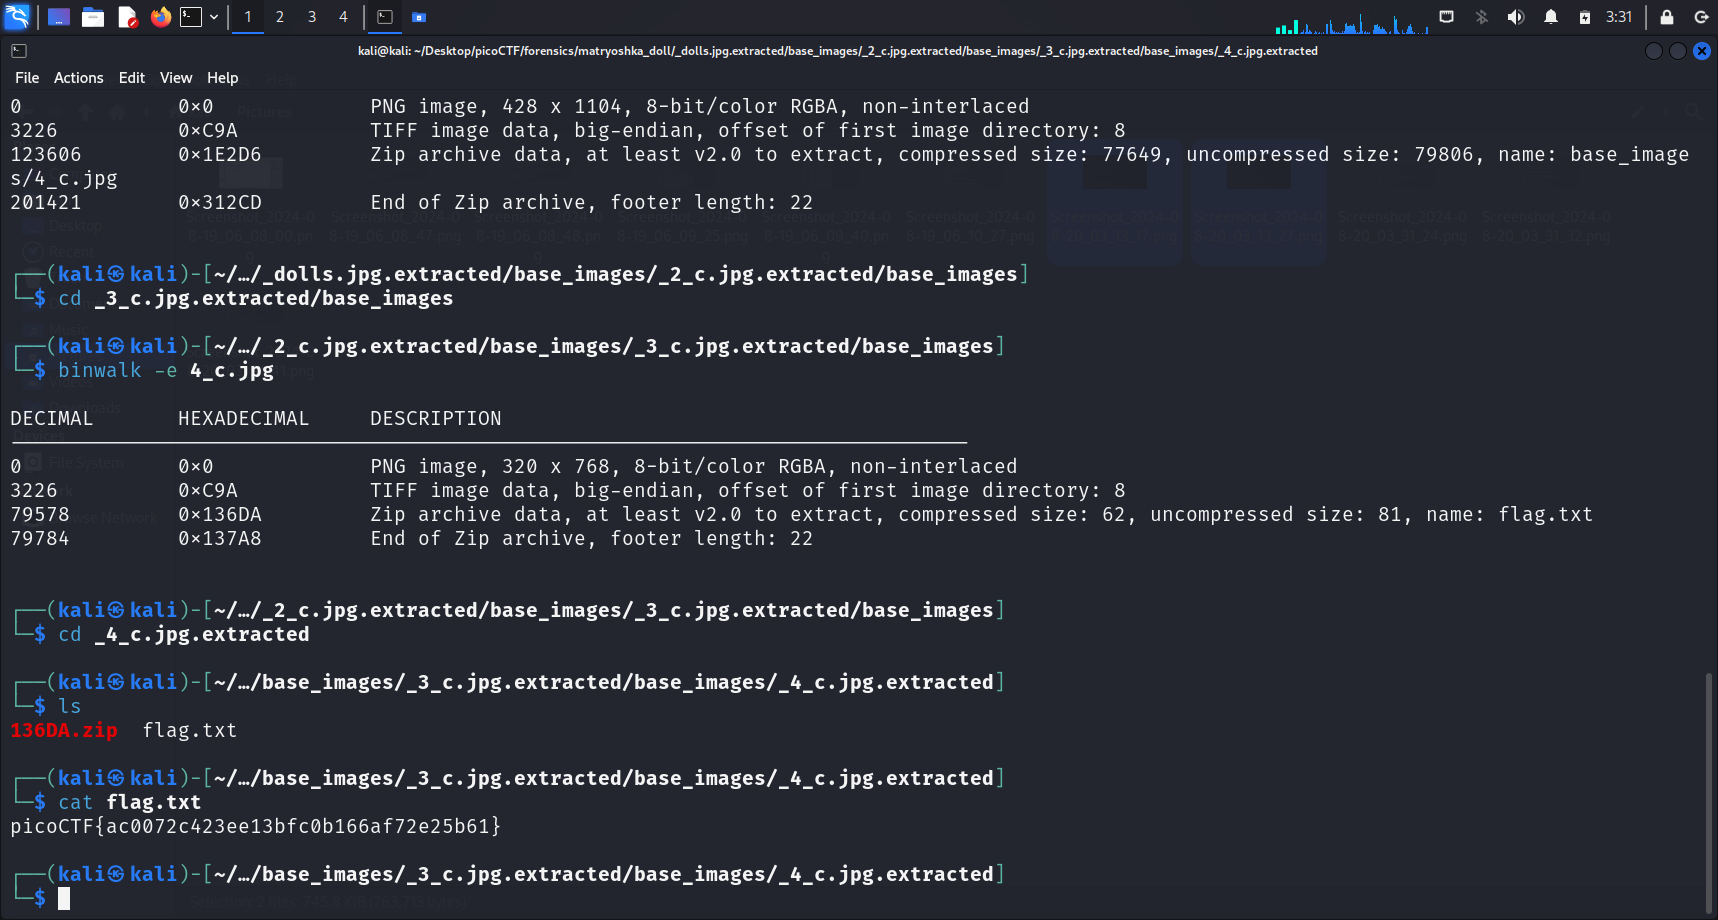 1 2 3 4 3:31
kali@kali: ~/Desktop/picoCTF/forensics/matryoshka_doll/_dolls.jpg.extracted/base_images/_2_c.jpg.extracted/base_images/_3_c.jpg.extracted/base_images/_4_c.jpg.extracted
File Actions Edit View Help
0 0×0 PNG image, 428 x 1104, 8-bit/color RGBA, non-interlaced
3226 0×C9A TIFF image data, big-endian, offset of first image directory: 8
123606 0×1E2D6 Zip archive data, at least v2.0 to extract, compressed size: 77649, uncompressed size: 79806, name: base_image
s/4_c.jpg
201421 0×312CD End of Zip archive, footer length: 22
┌──(kali㉿kali)-[~/…/_dolls.jpg.extracted/base_images/_2_c.jpg.extracted/base_images]
└─$ cd _3_c.jpg.extracted/base_images
┌──(kali㉿kali)-[~/…/_2_c.jpg.extracted/base_images/_3_c.jpg.extracted/base_images]
└─$ binwalk -e 4_c.jpg
DECIMAL HEXADECIMAL DESCRIPTION
0 0×0 PNG image, 320 x 768, 8-bit/color RGBA, non-interlaced
3226 0×C9A TIFF image data, big-endian, offset of first image directory: 8
79578 0×136DA Zip archive data, at least v2.0 to extract, compressed size: 62, uncompressed size: 81, name: flag.txt
79784 0×137A8 End of Zip archive, footer length: 22
┌──(kali㉿kali)-[~/…/_2_c.jpg.extracted/base_images/_3_c.jpg.extracted/base_images]
└─$ cd _4_c.jpg.extracted
┌──(kali㉿kali)-[~/…/base_images/_3_c.jpg.extracted/base_images/_4_c.jpg.extracted]
└─$ ls
136DA.zip flag.txt
┌──(kali㉿kali)-[~/…/base_images/_3_c.jpg.extracted/base_images/_4_c.jpg.extracted]
└─$ cat flag.txt
picoCTF{ac0072c423ee13bfc0b166af72e25b61}
┌──(kali㉿kali)-[~/…/base_images/_3_c.jpg.extracted/base_images/_4_c.jpg.extracted]
└─$